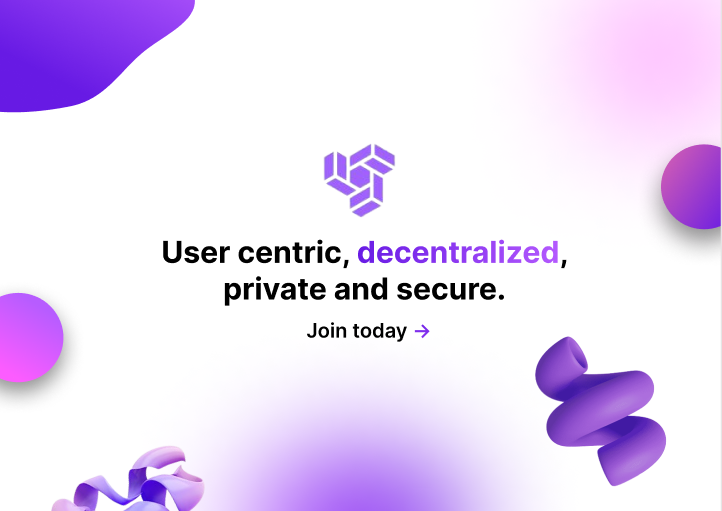 User centric, decentralized,
private and secure.
Join today →